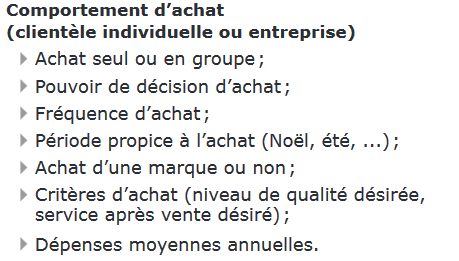 Comportement d’achat
(clientèle individuelle ou entreprise)
Achat seul ou en groupe ;
Pouvoir de décision d’achat ;
Fréquence d’achat ;
Période propice à l’achat (Noël, été, ...) ;
Achat d’une marque ou non ;
Critères d’achat (niveau de qualité désirée,
service après vente désiré) ;
Dépenses moyennes annuelles.